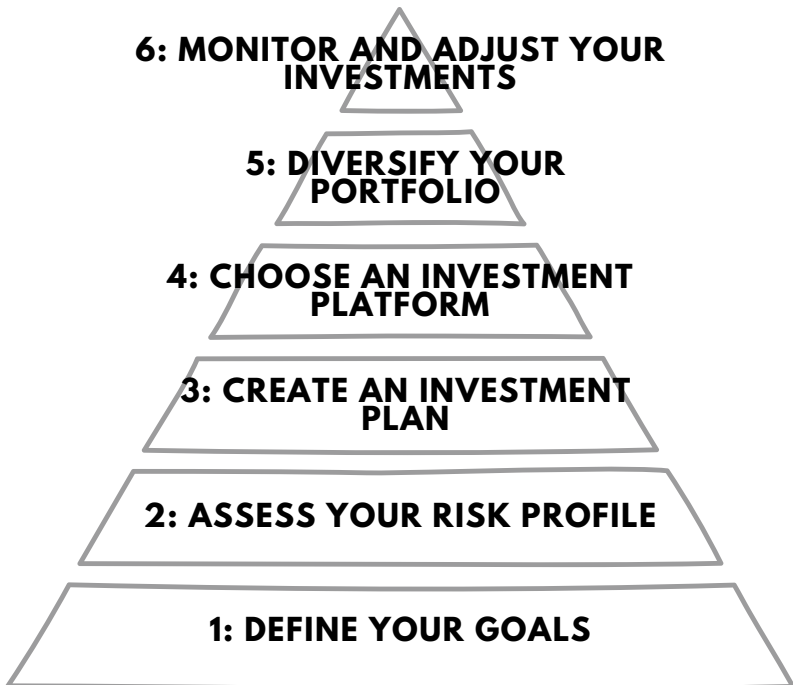 6: MONITOR AND ADJUST YOUR
INVESTMENTS
5: DIVERSIFY YOUR
PORTFOLIO
4: CHOOSE AN INVESTMENT
PLATFORM
3: CREATE AN INVESTMENT
PLAN
2: ASSESS YOUR RISK PROFILE
1: DEFINE YOUR GOALS